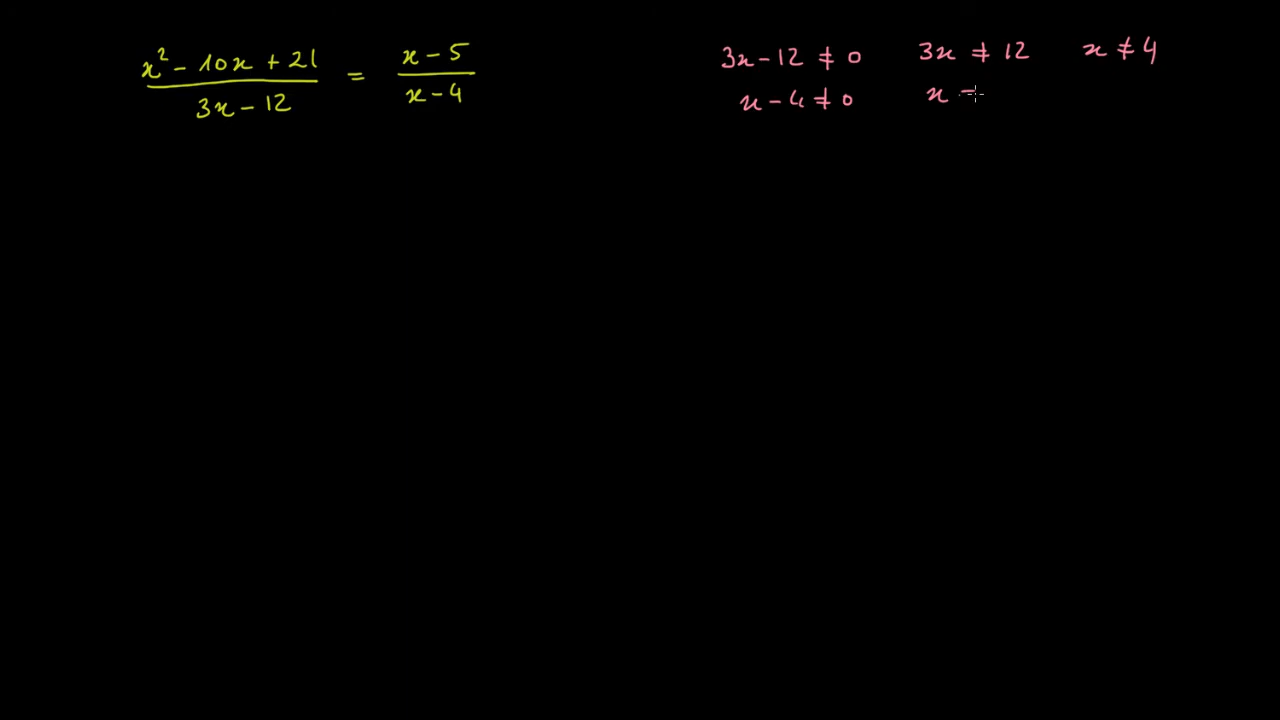 x² − 10x + 21 / 3x − 12 = x − 5 / x − 4
3x − 12 ≠ 0 3x ≠ 12 x ≠ 4
x − 4 ≠ 0 x =